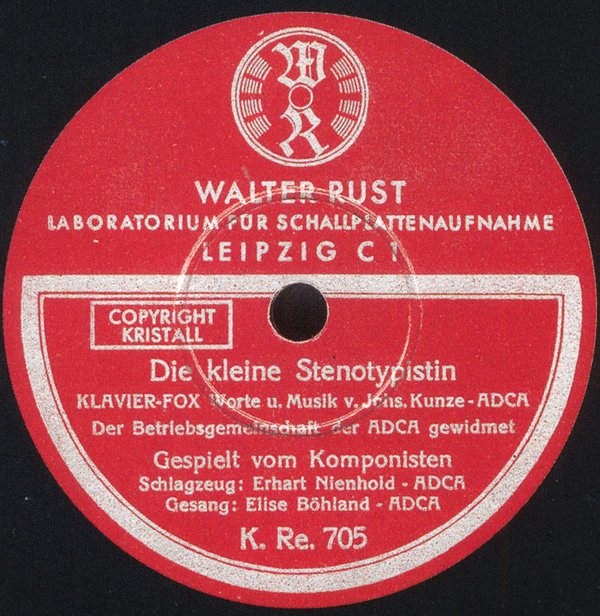 W
R
WALTER RUST
LABORATORIUM FÜR SCHALLPLATTENAUFNAHME
LEIPZIG C 1
COPYRIGHT
KRISTALL
Die kleine Stenotypistin
KLAVIER-FOX Worte u. Musik v. Johs. Kunze - ADCA
Der Betriebsgemeinschaft der ADCA gewidmet
Gespielt vom Komponisten
Schlagzeug: Erhart Nienhold - ADCA
Gesang: Elise Böhland - ADCA
K. Re. 705